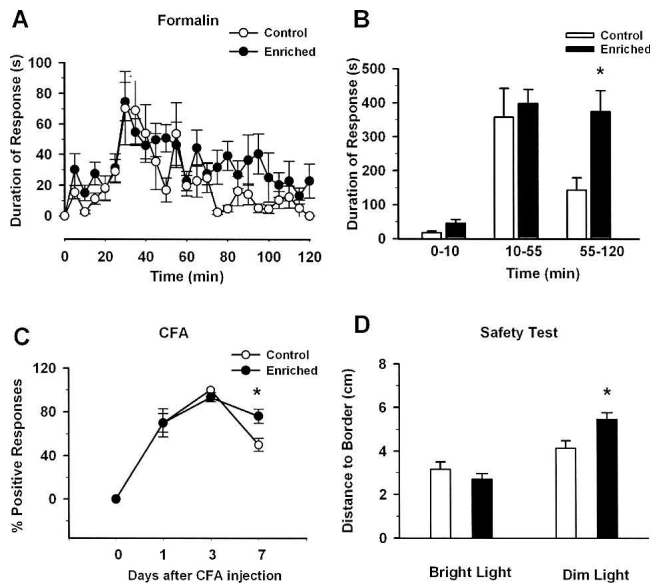 A
Formalin
Control
Enriched
Duration of Response (s)
100
80
60
40
20
0
0 20 40 60 80 100 120
Time (min)
B
Control
Enriched
Duration of Response (s)
500
400
300
200
100
0
*
0-10 10-55 55-120
Time (min)
C
CFA
Control
Enriched
% Positive Responses
120
80
40
0
*
0 1 3 7
Days after CFA injection
D
Safety Test
Distance to Border (cm)
8
6
4
2
0
*
Bright Light Dim Light